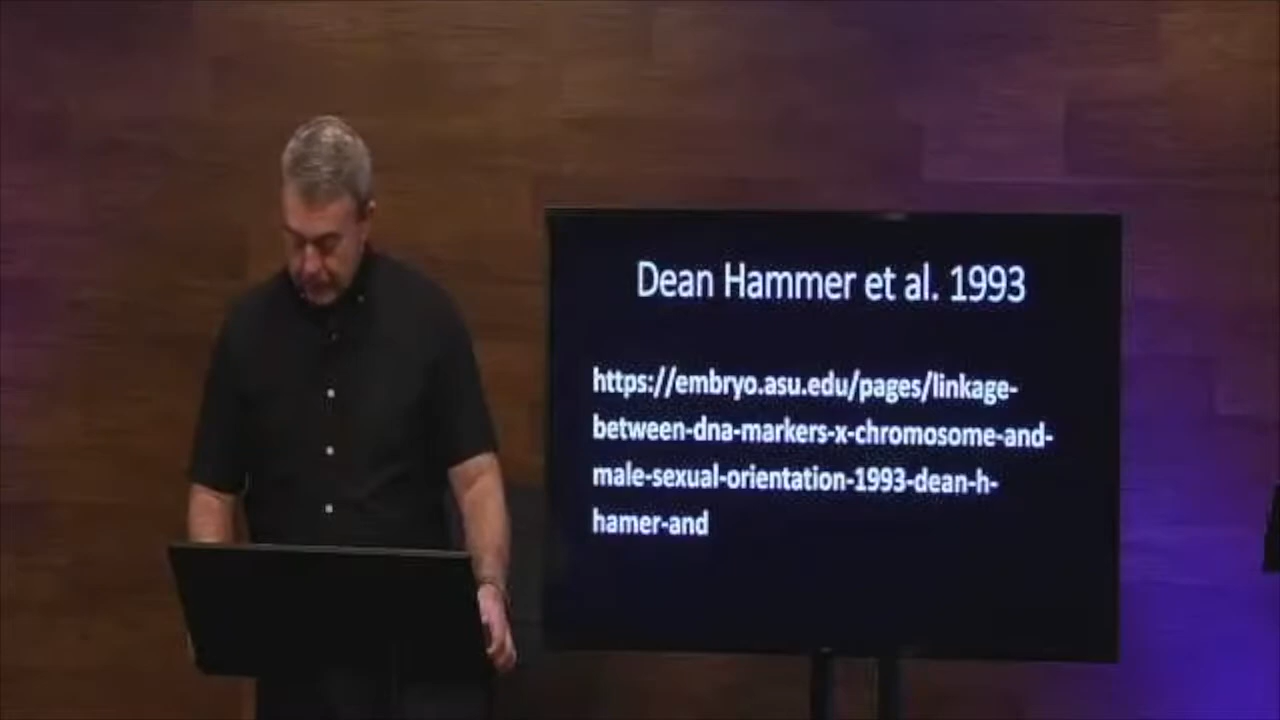 Dean Hammer et al. 1993
https://embryo.asu.edu/pages/linkage-
between-dna-markers-x-chromosome-and-
male-sexual-orientation-1993-dean-h-
hamer-and